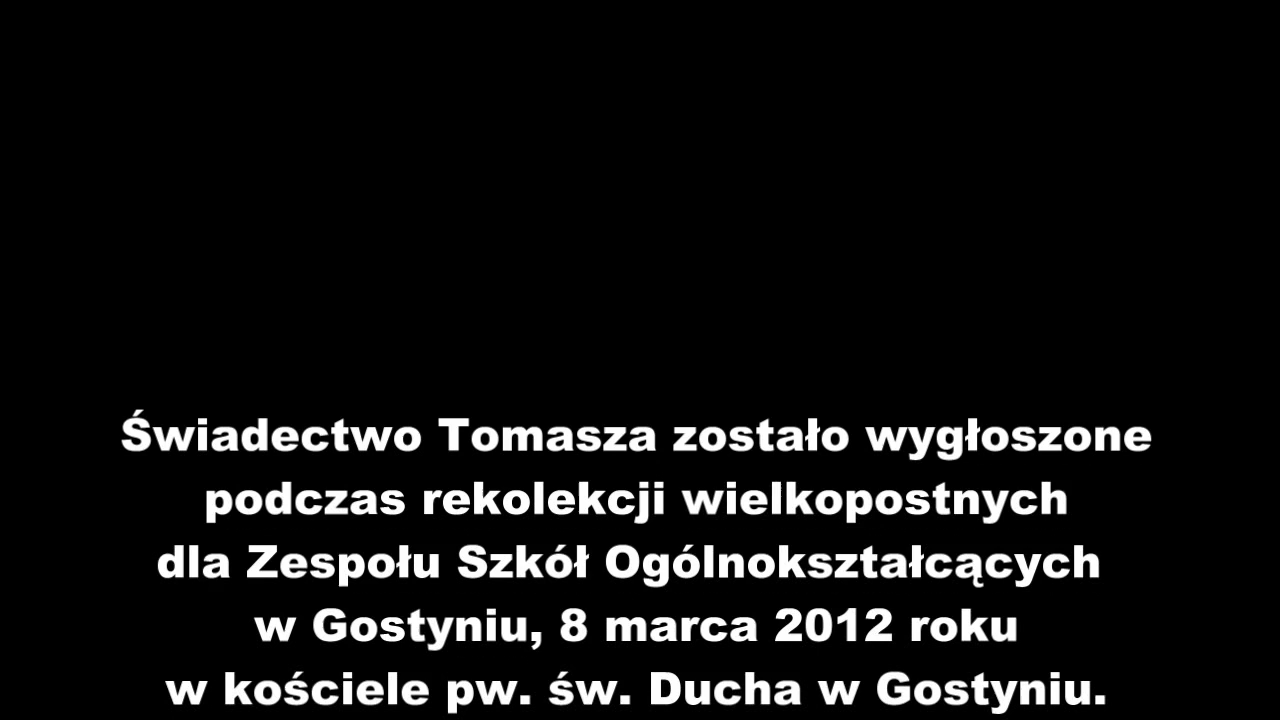 Świadectwo Tomasza zostało wygłoszone
podczas rekolekcji wielkopostnych
dla Zespołu Szkół Ogólnokształcących
w Gostyniu, 8 marca 2012 roku
w kościele pw. św. Ducha w Gostyniu.